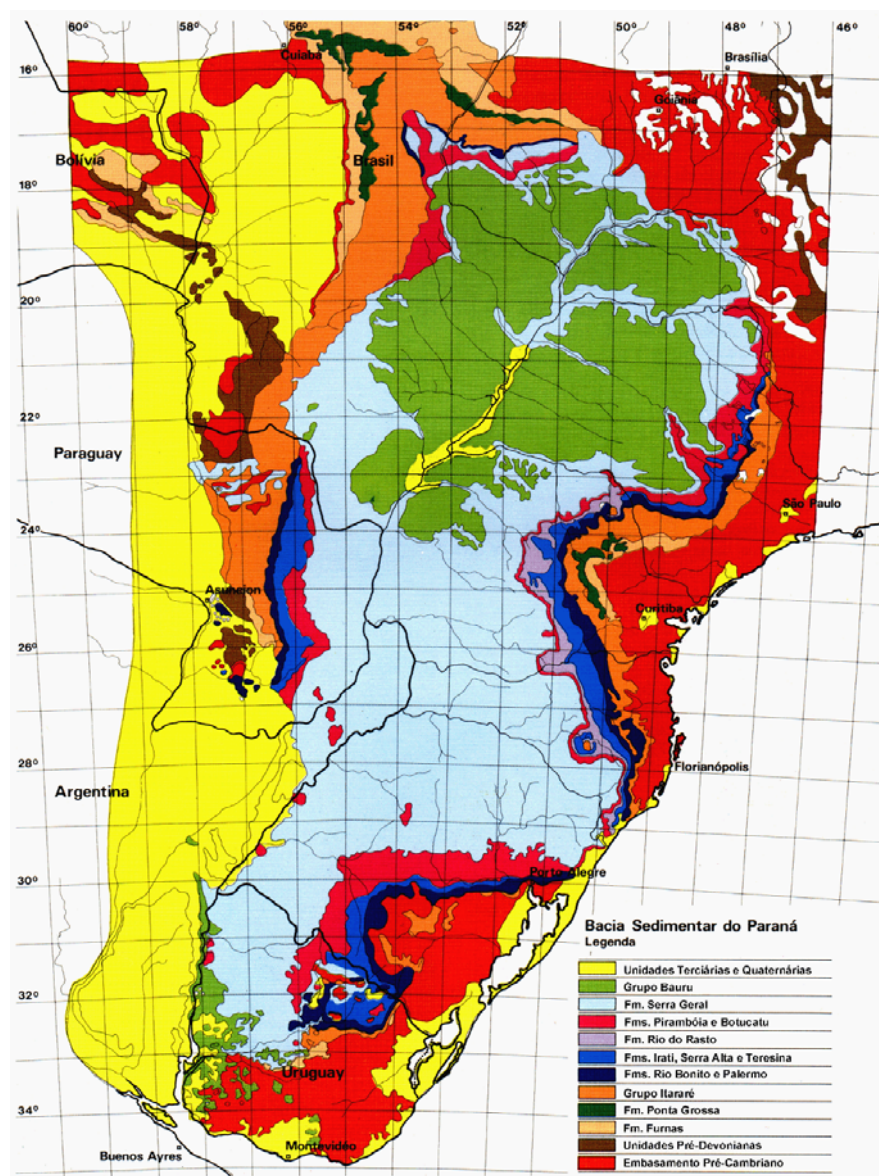 60° 58° 56° 54° 52° 50° 48° 46°
Cuiaba
Brasília
16°
Goiânia
Bolívia
Brasil
18°
20°
22°
Paraguay
São Paulo
24°
Asuncion
Curitiba
26°
28°
Florianópolis
Argentina
30°
Porto Alegre
Bacia Sedimentar do Paraná
Legenda
Unidades Terciárias e Quaternárias
Grupo Bauru
32°
Fm. Serra Geral
Fms. Pirambóia e Botucatu
Fm. Rio do Rasto
Fms. Irati, Serra Alta e Teresina
Uruguay
Fms. Rio Bonito e Palermo
Grupo Itararé
34°
Fm. Ponta Grossa
Fm. Furnas
Montevidéo
Unidades Pré-Devonianas
Buenos Ayres
Embasamento Pré-Cambriano